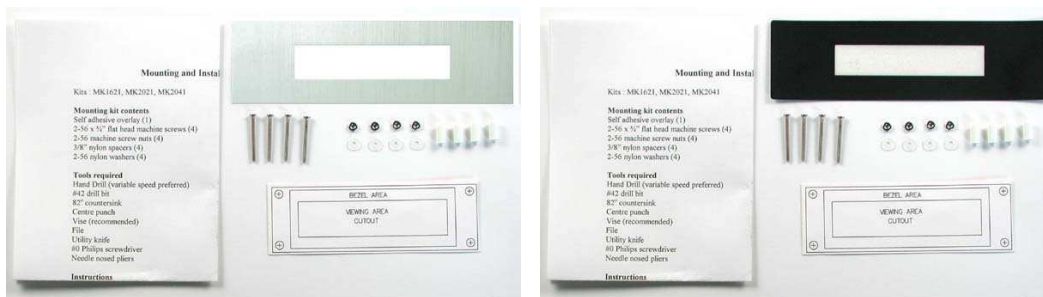 Mounting and Instal
Kits : MK1621, MK2021, MK2041
Mounting kit contents
Self adhesive overlay (1)
2-56 x ¾" flat head machine screws (4)
2-56 machine screw nuts (4)
3/8" nylon spacers (4)
2-56 nylon washers (4)
Tools required
Hand Drill (variable speed preferred)
#42 drill bit
82° countersink
Centre punch
Vise (recommended)
File
Utility knife
#0 Philips screwdriver
Needle nosed pliers
Instructions
BEZEL AREA
VIEWING AREA
CUTOUT
Mounting and Instal
Kits : MK1621, MK2021, MK2041
Mounting kit contents
Self adhesive overlay (1)
2-56 x ¾" flat head machine screws (4)
2-56 machine screw nuts (4)
3/8" nylon spacers (4)
2-56 nylon washers (4)
Tools required
Hand Drill (variable speed preferred)
#42 drill bit
82° countersink
Centre punch
Vise (recommended)
File
Utility knife
#0 Philips screwdriver
Needle nosed pliers
Instructions
BEZEL AREA
VIEWING AREA
CUTOUT